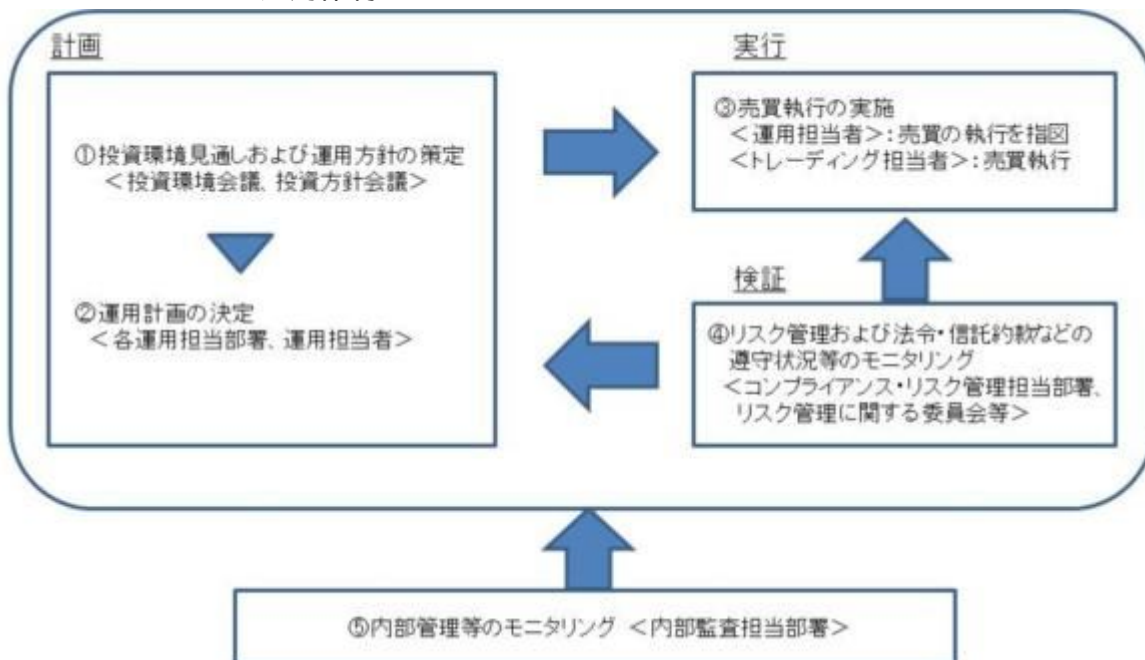 計画
①投資環境見通しおよび運用方針の策定
＜投資環境会議、投資方針会議＞
②運用計画の決定
＜各運用担当部署、運用担当者＞
実行
③売買執行の実施
＜運用担当者＞：売買の執行を指図
＜トレーディング担当者＞：売買執行
検証
④リスク管理および法令・信託約款などの
遵守状況等のモニタリング
＜コンプライアンス・リスク管理担当部署、
リスク管理に関する委員会等＞
⑤内部管理等のモニタリング ＜内部監査担当部署＞